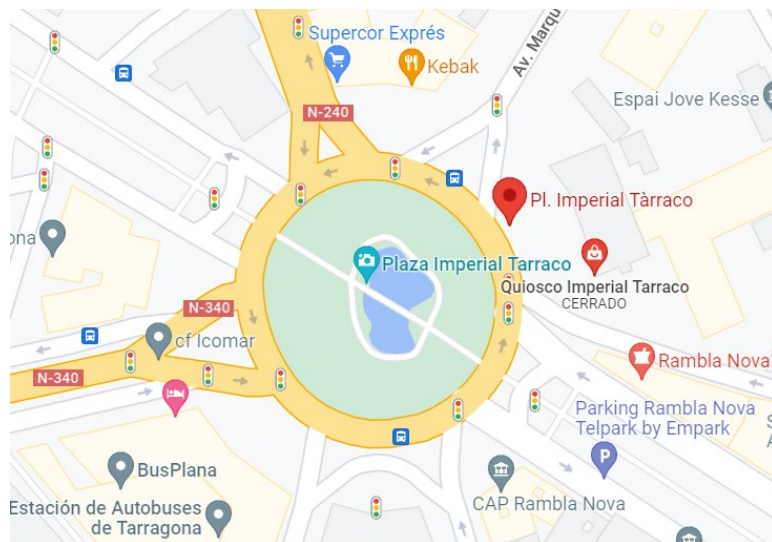 Supercor Exprés
Kebak
Av. Marqu
Espai Jove Kesse
N-240
Pl. Imperial Tàrraco
ona
Plaza Imperial Tarraco
Quiosco Imperial Tarraco
CERRADO
N-340
cf Icomar
Rambla Nova
N-340
Parking Rambla Nova
Telpark by Empark
P
S
A
BusPlana
CAP Rambla Nova
Estación de Autobuses
de Tarragona